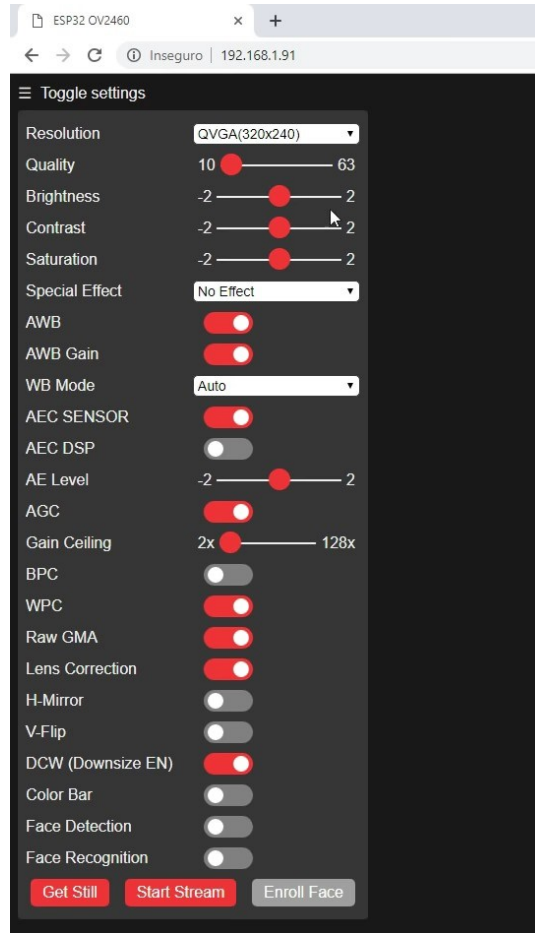 ESP32 OV2460
Inseguro | 192.168.1.91
Toggle settings
Resolution QVGA(320x240)
Quality 10 63
Brightness -2 2
Contrast -2 2
Saturation -2 2
Special Effect No Effect
AWB
AWB Gain
WB Mode Auto
AEC SENSOR
AEC DSP
AE Level -2 2
AGC
Gain Ceiling 2x 128x
BPC
WPC
Raw GMA
Lens Correction
H-Mirror
V-Flip
DCW (Downsize EN)
Color Bar
Face Detection
Face Recognition
Get Still Start Stream Enroll Face